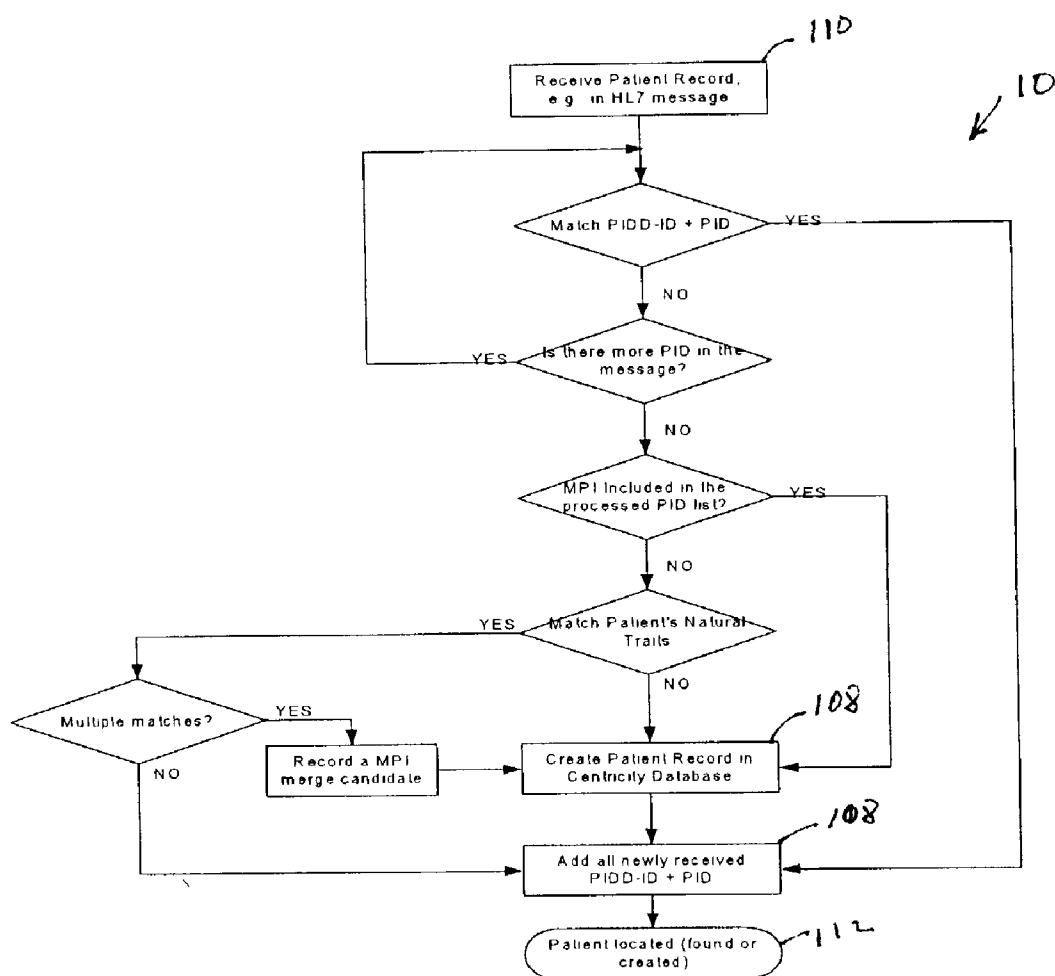 110
Receive Patient Record,
e.g. in HL7 message
10
Match PIDD-ID + PID
YES
NO
YES
Is there more PID in the
message?
NO
MPI Included in the
processed PID list?
YES
NO
YES
Match Patient's Natural
Traits
NO
Multiple matches?
YES
NO
Record a MPI
merge candidate
108
Create Patient Record in
Centricity Database
108
Add all newly received
PIDD-ID + PID
Patient located (found or
created)
112